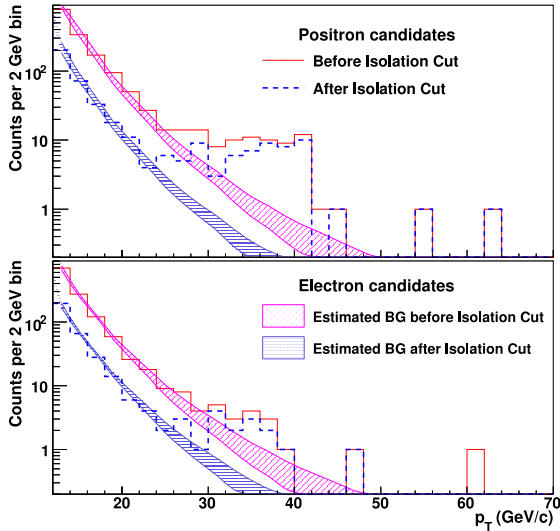 Counts per 2 GeV bin
Positron candidates
Before Isolation Cut
After Isolation Cut
10²
10
1
Counts per 2 GeV bin
Electron candidates
Estimated BG before Isolation Cut
Estimated BG after Isolation Cut
10²
10
1
20 30 40 50 60 70
p_T (GeV/c)